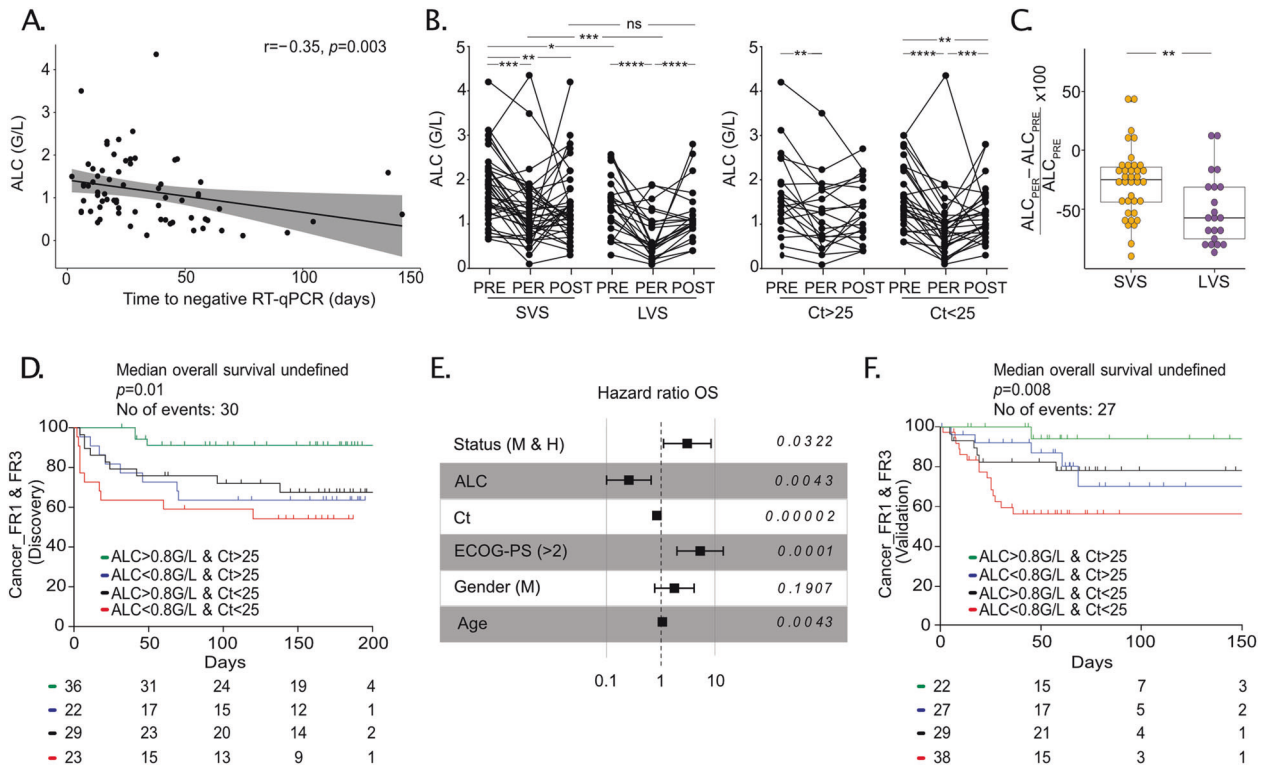 A.
r=−0.35, p=0.003
ALC (G/L)
4
3
2
1
0
0
50
100
150
Time to negative RT-qPCR (days)
B.
ns
***
*
**
***
****
****
ALC (G/L)
5
4
3
2
1
0
PRE PER POST PRE PER POST
SVS
LVS
**
**
****
***
ALC (G/L)
5
4
3
2
1
0
PRE PER POST PRE PER POST
Ct>25
Ct<25
C.
**
ALC_PER − ALC_PRE
ALC_PRE
x100
50
0
-50
SVS
LVS
D.
Median overall survival undefined
p=0.01
No of events: 30
Cancer_FR1 & FR3
(Discovery)
100
80
60
40
20
0
ALC>0.8G/L & Ct>25
ALC<0.8G/L & Ct>25
ALC>0.8G/L & Ct<25
ALC<0.8G/L & Ct<25
0 50 100 150 200
Days
36 31 24 19 4
22 17 15 12 1
29 23 20 14 2
23 15 13 9 1
E.
Hazard ratio OS
Status (M & H) 0.0322
ALC 0.0043
Ct 0.00002
ECOG-PS (>2) 0.0001
Gender (M) 0.1907
Age 0.0043
0.1 1 10
F.
Median overall survival undefined
p=0.008
No of events: 27
Cancer_FR1 & FR3
(Validation)
100
80
60
40
20
0
ALC>0.8G/L & Ct>25
ALC<0.8G/L & Ct>25
ALC>0.8G/L & Ct<25
ALC<0.8G/L & Ct<25
0 50 100 150
Days
22 15 7 3
27 17 5 2
29 21 4 1
38 15 3 1